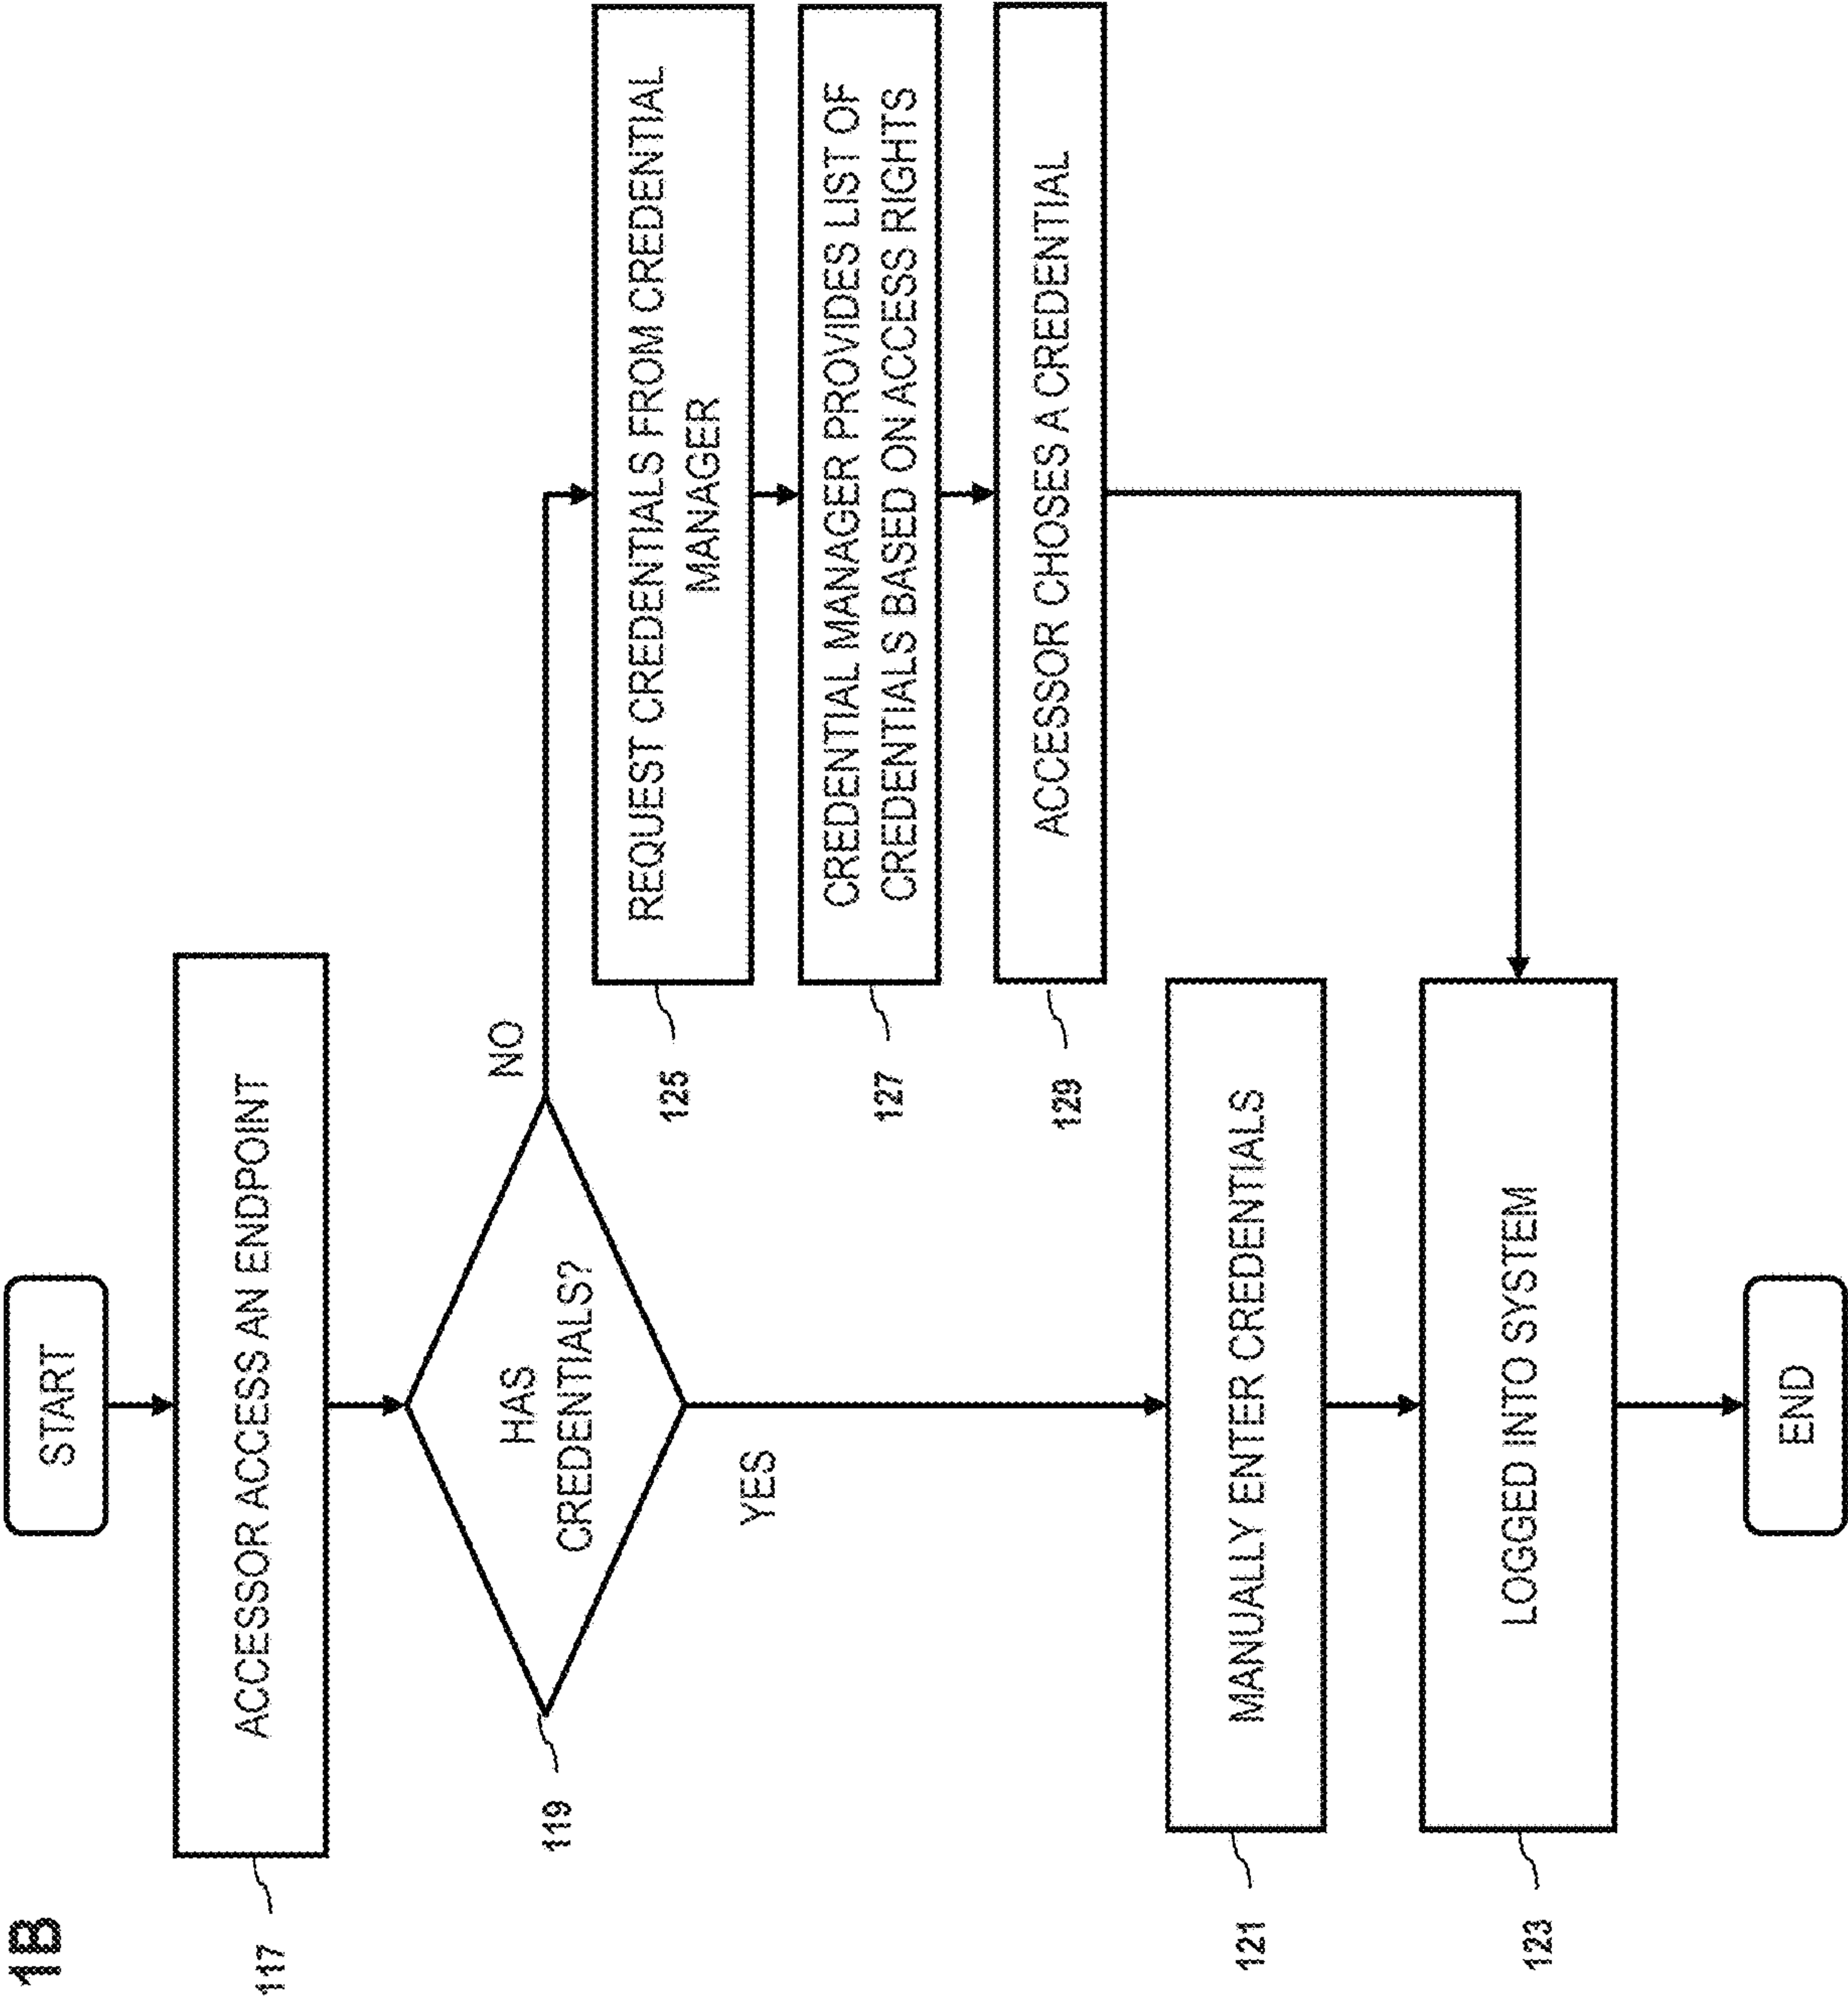 1B
START
117
ACCESSOR ACCESS AN ENDPOINT
119
HAS
CREDENTIALS?
NO
YES
125
REQUEST CREDENTIALS FROM CREDENTIAL
MANAGER
127
CREDENTIAL MANAGER PROVIDES LIST OF
CREDENTIALS BASED ON ACCESS RIGHTS
129
ACCESSOR CHOSES A CREDENTIAL
121
MANUALLY ENTER CREDENTIALS
123
LOGGED INTO SYSTEM
END